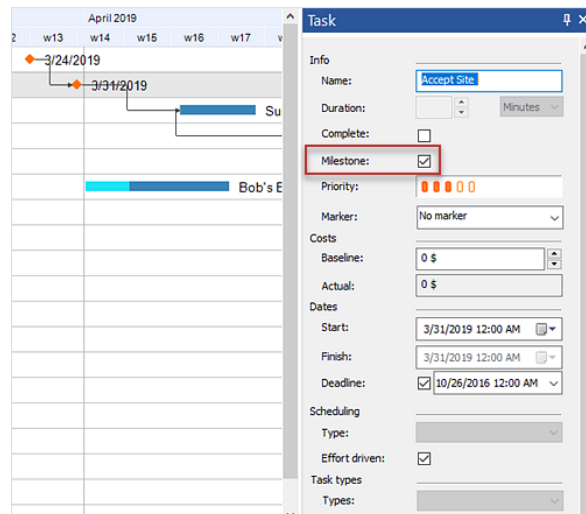 April 2019
2 w13 w14 w15 w16 w17
3/24/2019
3/31/2019
Su
Bob's E
Task
Info
Name: Accept Site
Duration: Minutes
Complete:
Milestone:
Priority:
Marker: No marker
Costs
Baseline: 0 $
Actual: 0 $
Dates
Start: 3/31/2019 12:00 AM
Finish: 3/31/2019 12:00 AM
Deadline: 10/26/2016 12:00 AM
Scheduling
Type:
Effort driven:
Task types
Types: